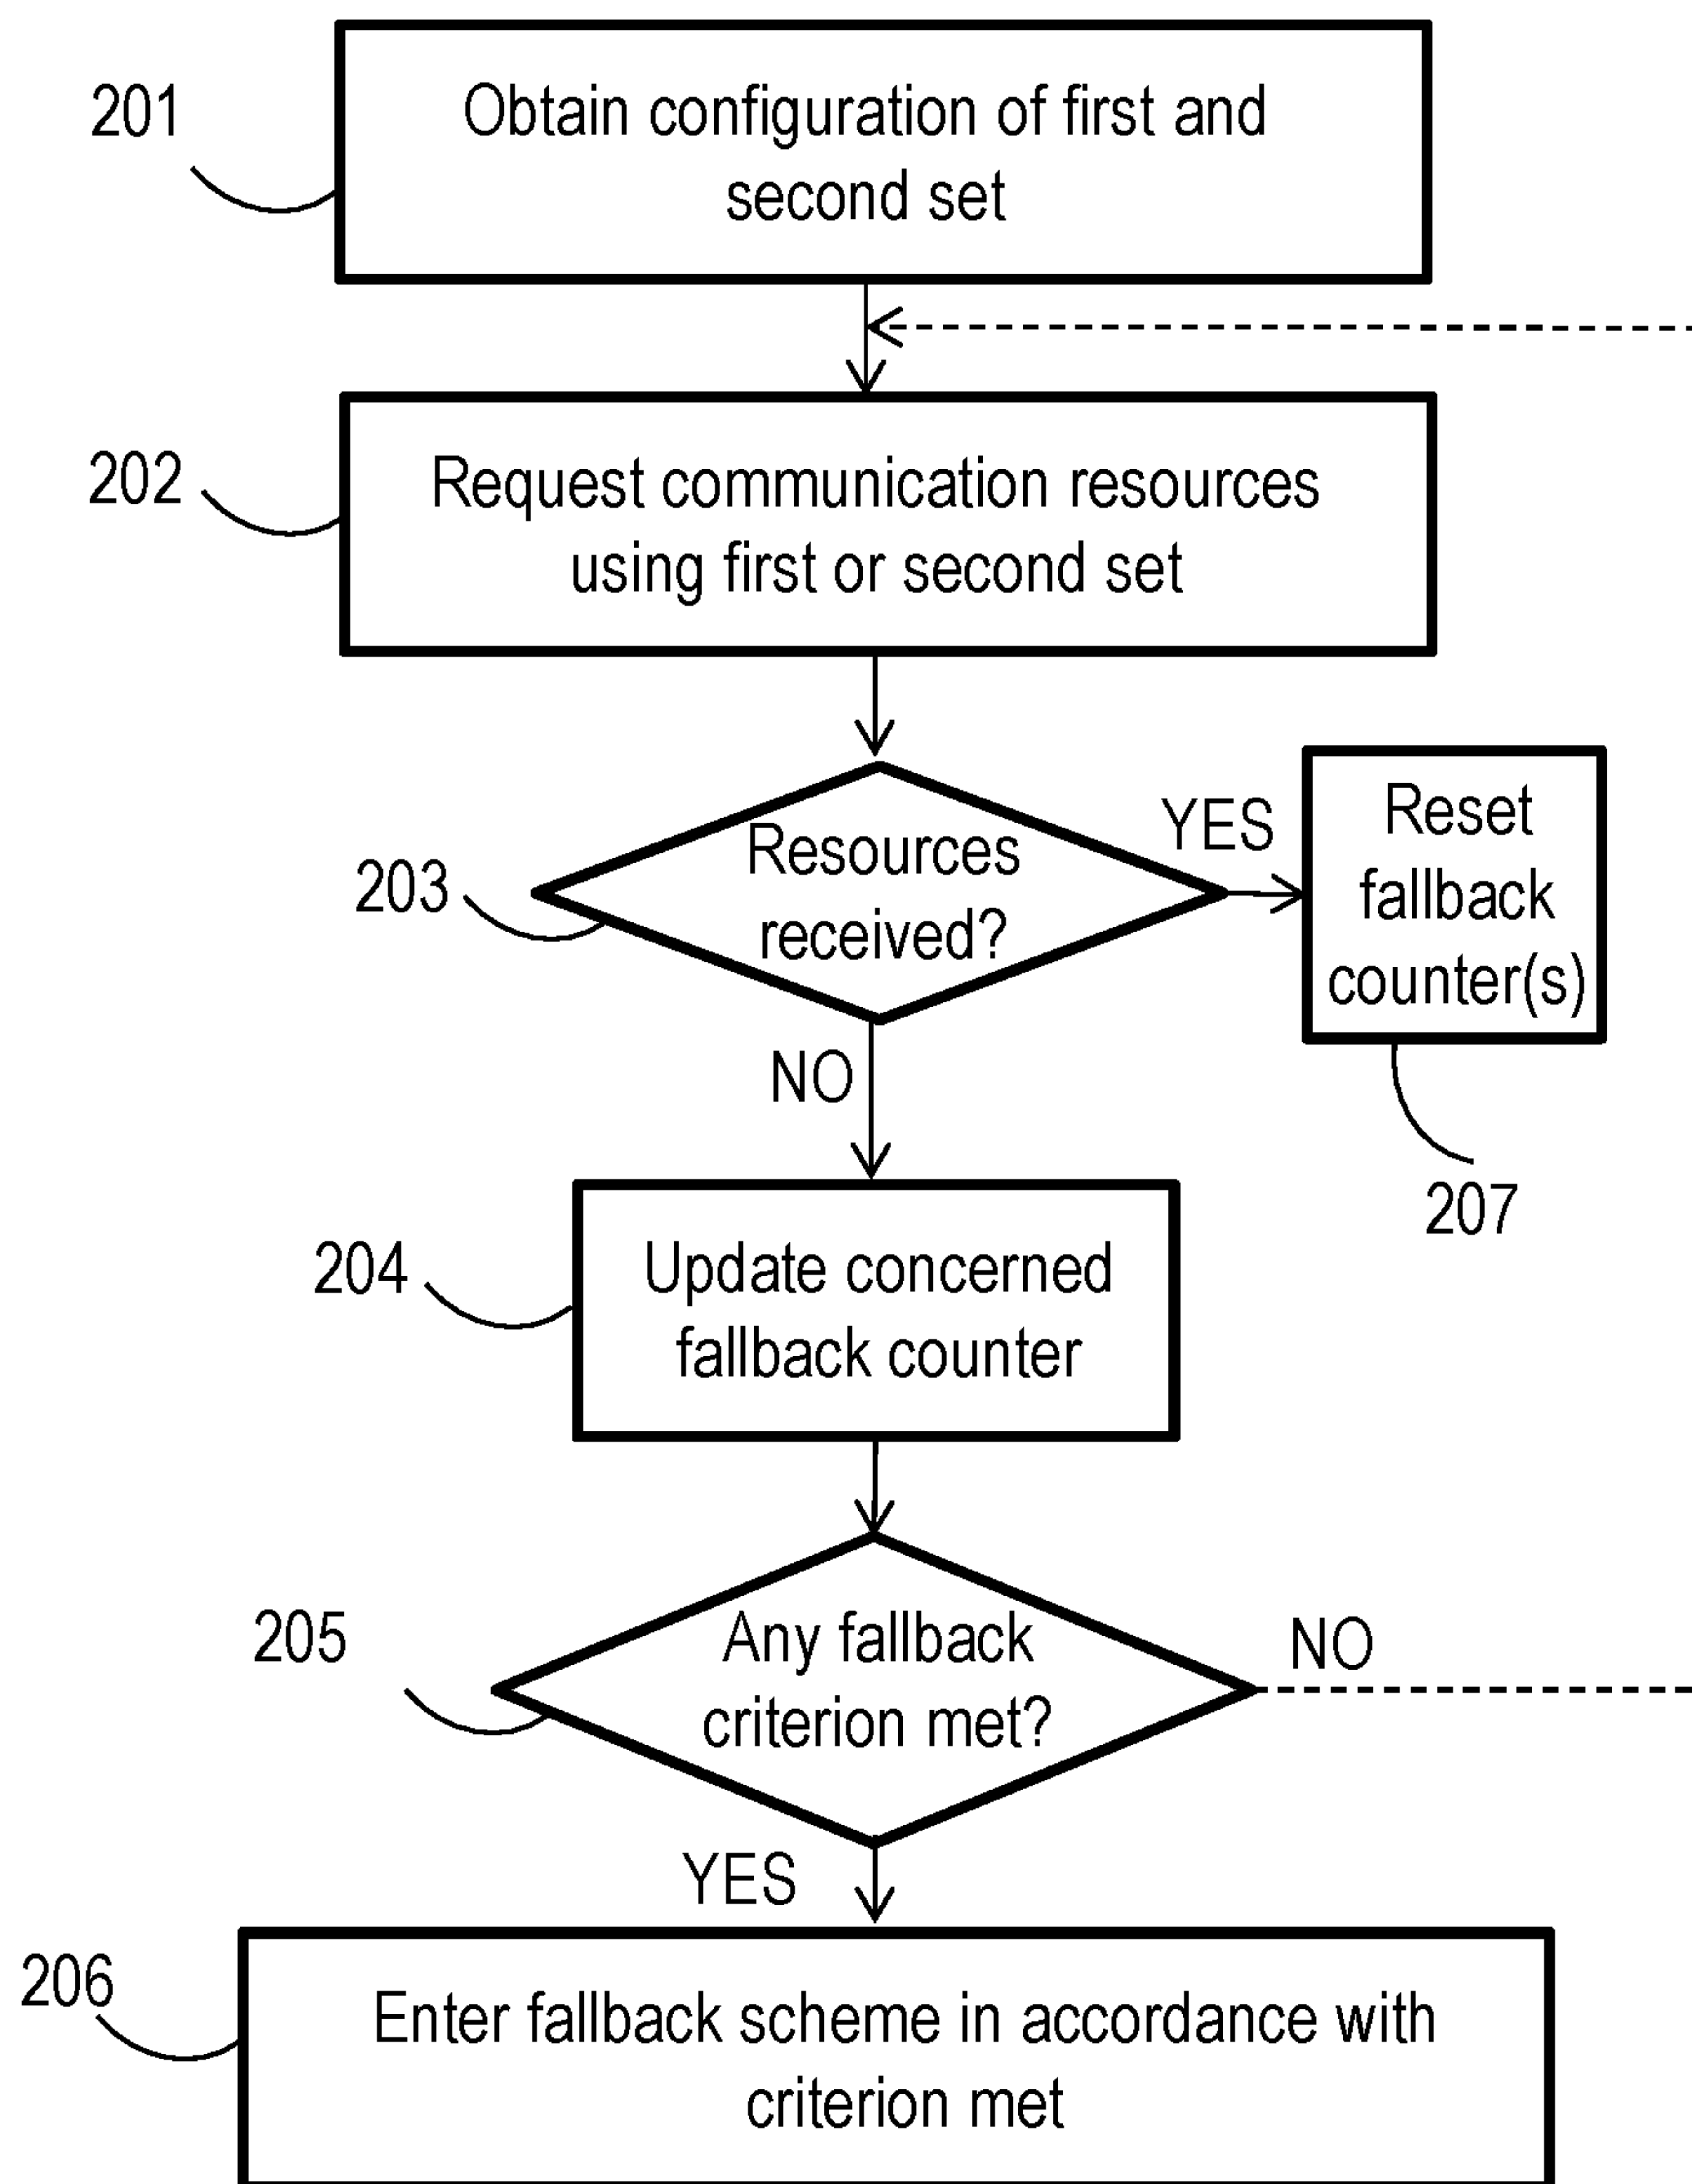 201
Obtain configuration of first and
second set
202
Request communication resources
using first or second set
203
Resources
received?
YES
Reset
fallback
counter(s)
207
NO
204
Update concerned
fallback counter
205
Any fallback
criterion met?
NO
YES
206
Enter fallback scheme in accordance with
criterion met